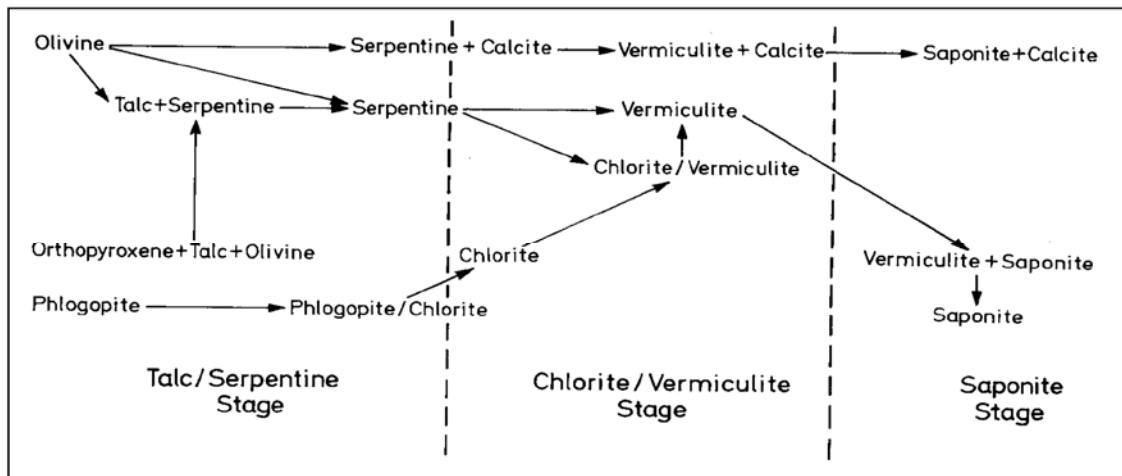 Olivine
Serpentine + Calcite
Vermiculite + Calcite
Saponite + Calcite
Talc+Serpentine
Serpentine
Vermiculite
Chlorite / Vermiculite
Orthopyroxene+Talc+Olivine
Chlorite
Vermiculite + Saponite
Phlogopite
Phlogopite / Chlorite
Saponite
Talc/Serpentine
Stage
Chlorite/Vermiculite
Stage
Saponite
Stage